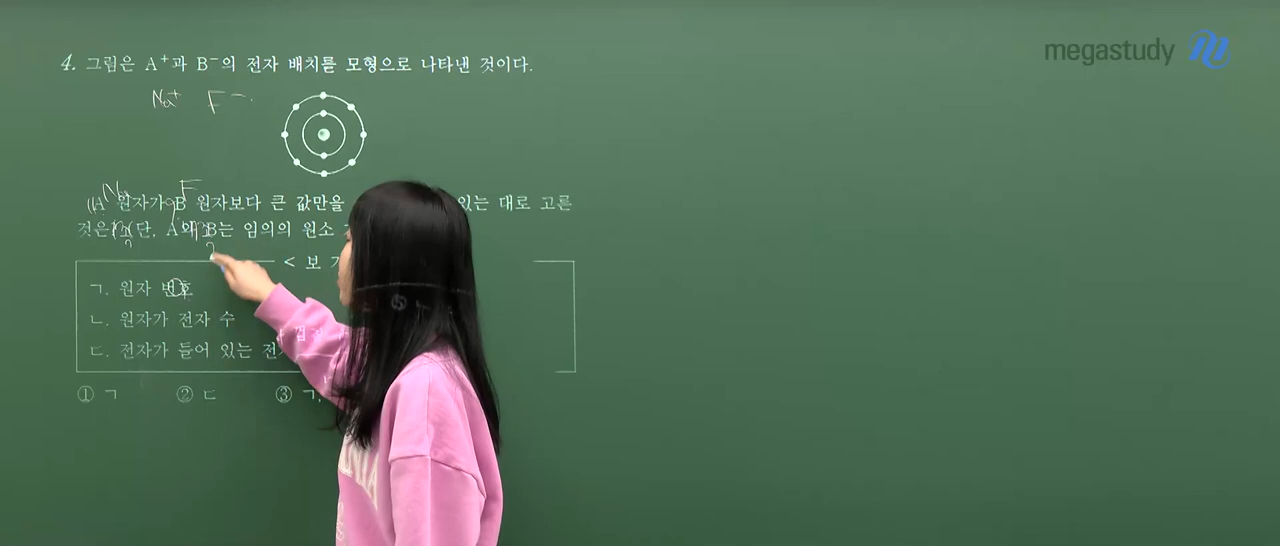 megastudy
4. 그림은 A⁺과 B⁻의 전자 배치를 모형으로 나타낸 것이다.
Na⁺ F⁻
Na F
A 원자가 B 원자보다 큰 값만을 있는 대로 고른
것은? (단, A와 B는 임의의 원소
< 보
ㄱ. 원자 번호
ㄴ. 원자가 전자 수
ㄷ. 전자가 들어 있는 전
① ㄱ ② ㄷ ③ ㄱ,
⑤